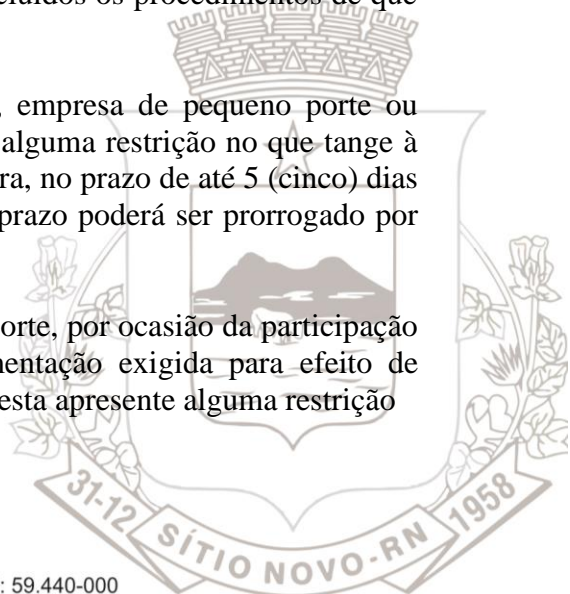 cluídos os procedimentos de que
, empresa de pequeno porte ou
alguma restrição no que tange à
ra, no prazo de até 5 (cinco) dias
prazo poderá ser prorrogado por
orte, por ocasião da participação
mentação exigida para efeito de
esta apresente alguma restrição
31-12 SÍTIO NOVO-RN 1958
: 59.440-000